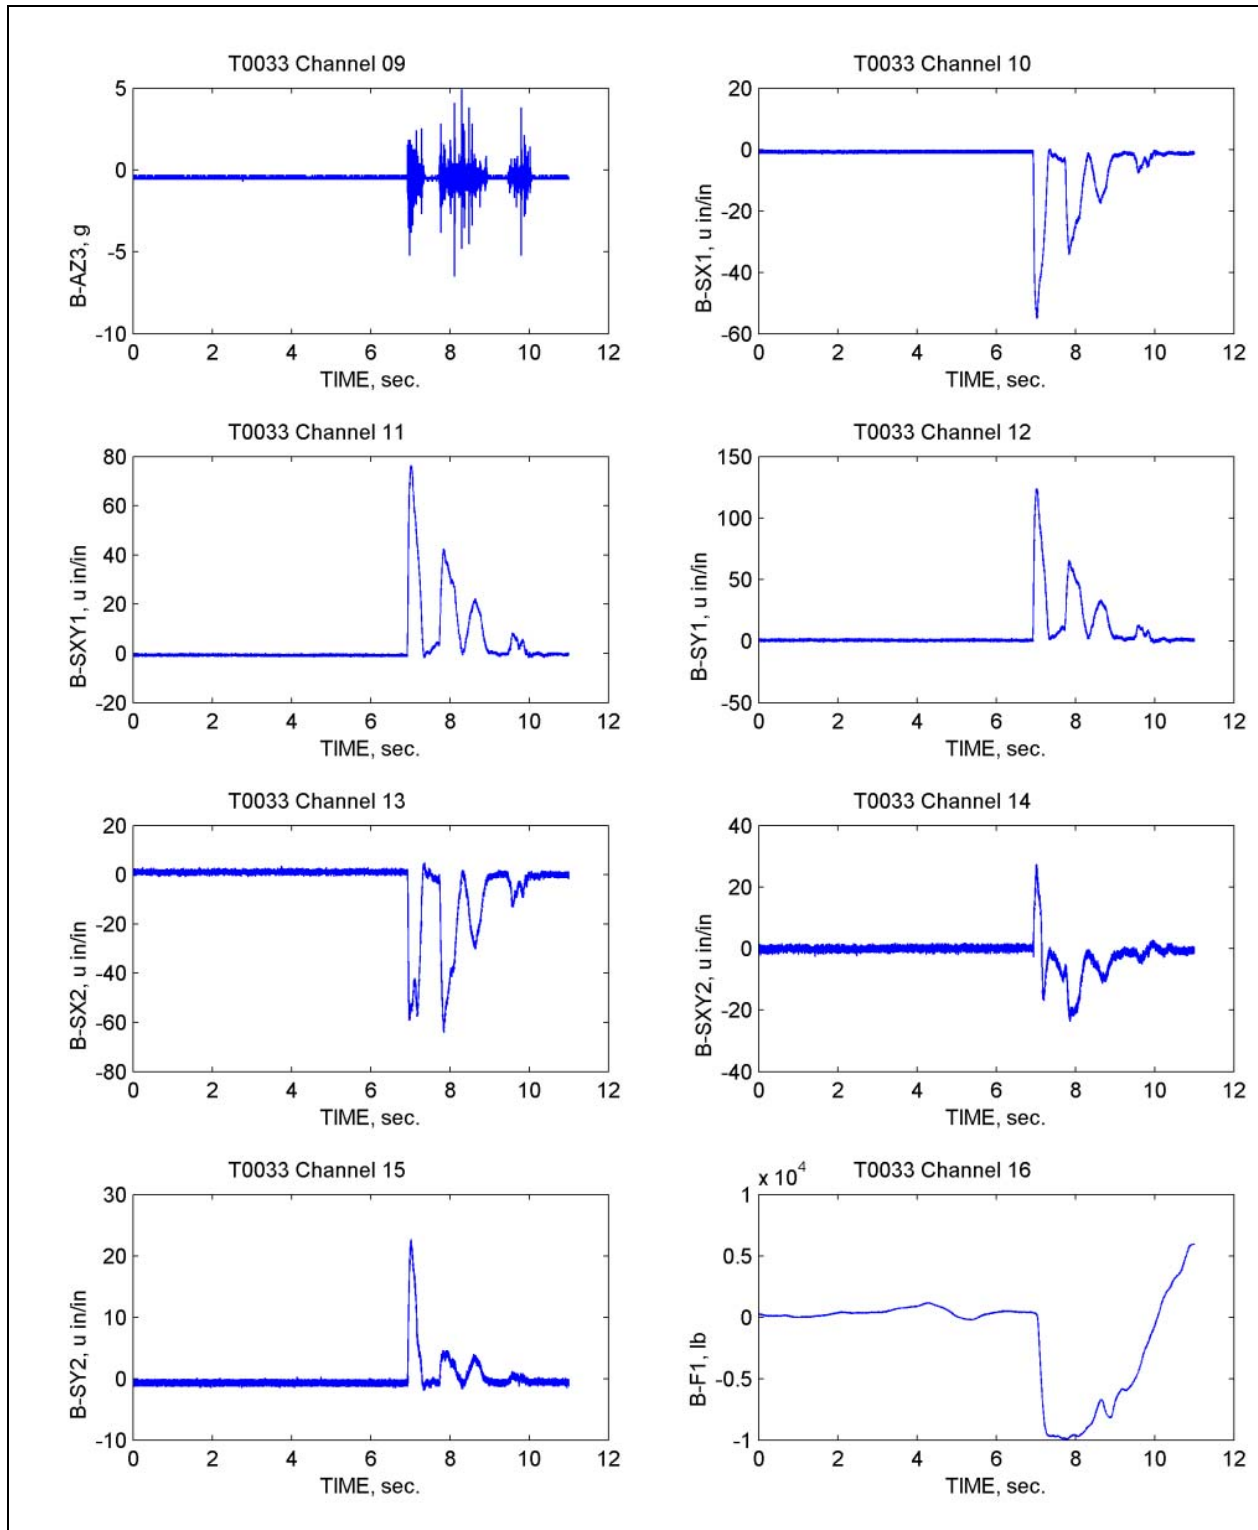 T0033 Channel 09
5
0
-5
-10
B-AZ3, g
0 2 4 6 8 10 12
TIME, sec.
T0033 Channel 10
20
0
-20
-40
-60
B-SX1, u in/in
0 2 4 6 8 10 12
TIME, sec.
T0033 Channel 11
80
60
40
20
0
-20
B-SXY1, u in/in
0 2 4 6 8 10 12
TIME, sec.
T0033 Channel 12
150
100
50
0
-50
B-SY1, u in/in
0 2 4 6 8 10 12
TIME, sec.
T0033 Channel 13
20
0
-20
-40
-60
-80
B-SX2, u in/in
0 2 4 6 8 10 12
TIME, sec.
T0033 Channel 14
40
20
0
-20
-40
B-SXY2, u in/in
0 2 4 6 8 10 12
TIME, sec.
T0033 Channel 15
30
20
10
0
-10
B-SY2, u in/in
0 2 4 6 8 10 12
TIME, sec.
x 10^4 T0033 Channel 16
1
0.5
0
-0.5
-1
B-F1, lb
0 2 4 6 8 10 12
TIME, sec.